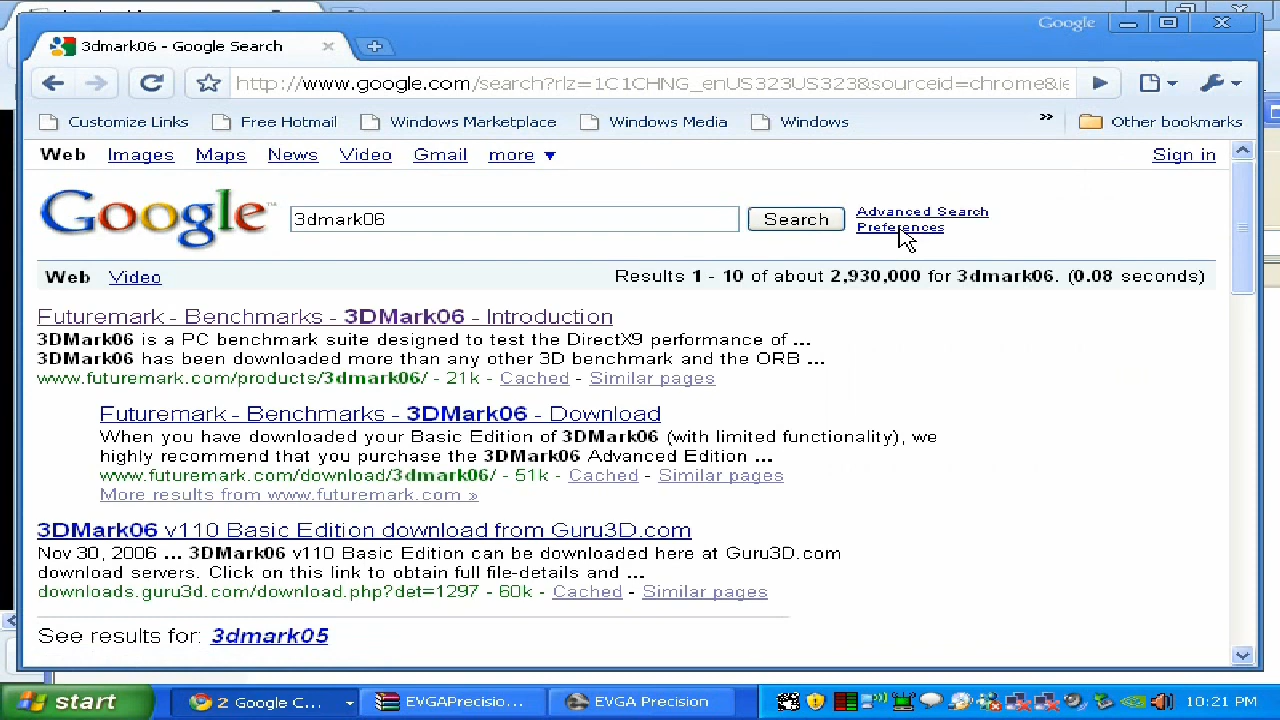 Google
3dmark06 - Google Search
http://www.google.com/search?rlz=1C1CHNG_enUS323US323&sourceid=chrome&ie
Customize Links Free Hotmail Windows Marketplace Windows Media Windows » Other bookmarks
Web Images Maps News Video Gmail more ▼ Sign in
Google™ 3dmark06 Search Advanced Search
Preferences
Web Video Results 1 - 10 of about 2,930,000 for 3dmark06. (0.08 seconds)
Futuremark - Benchmarks - 3DMark06 - Introduction
3DMark06 is a PC benchmark suite designed to test the DirectX9 performance of ...
3DMark06 has been downloaded more than any other 3D benchmark and the ORB ...
www.futuremark.com/products/3dmark06/ - 21k - Cached - Similar pages
Futuremark - Benchmarks - 3DMark06 - Download
When you have downloaded your Basic Edition of 3DMark06 (with limited functionality), we
highly recommend that you purchase the 3DMark06 Advanced Edition ...
www.futuremark.com/download/3dmark06/ - 51k - Cached - Similar pages
More results from www.futuremark.com »
3DMark06 v110 Basic Edition download from Guru3D.com
Nov 30, 2006 ... 3DMark06 v110 Basic Edition can be downloaded here at Guru3D.com
download servers. Click on this link to obtain full file-details and ...
downloads.guru3d.com/download.php?det=1297 - 60k - Cached - Similar pages
See results for: 3dmark05
start 2 Google C... EVGAPrecisio... EVGA Precision 10:21 PM